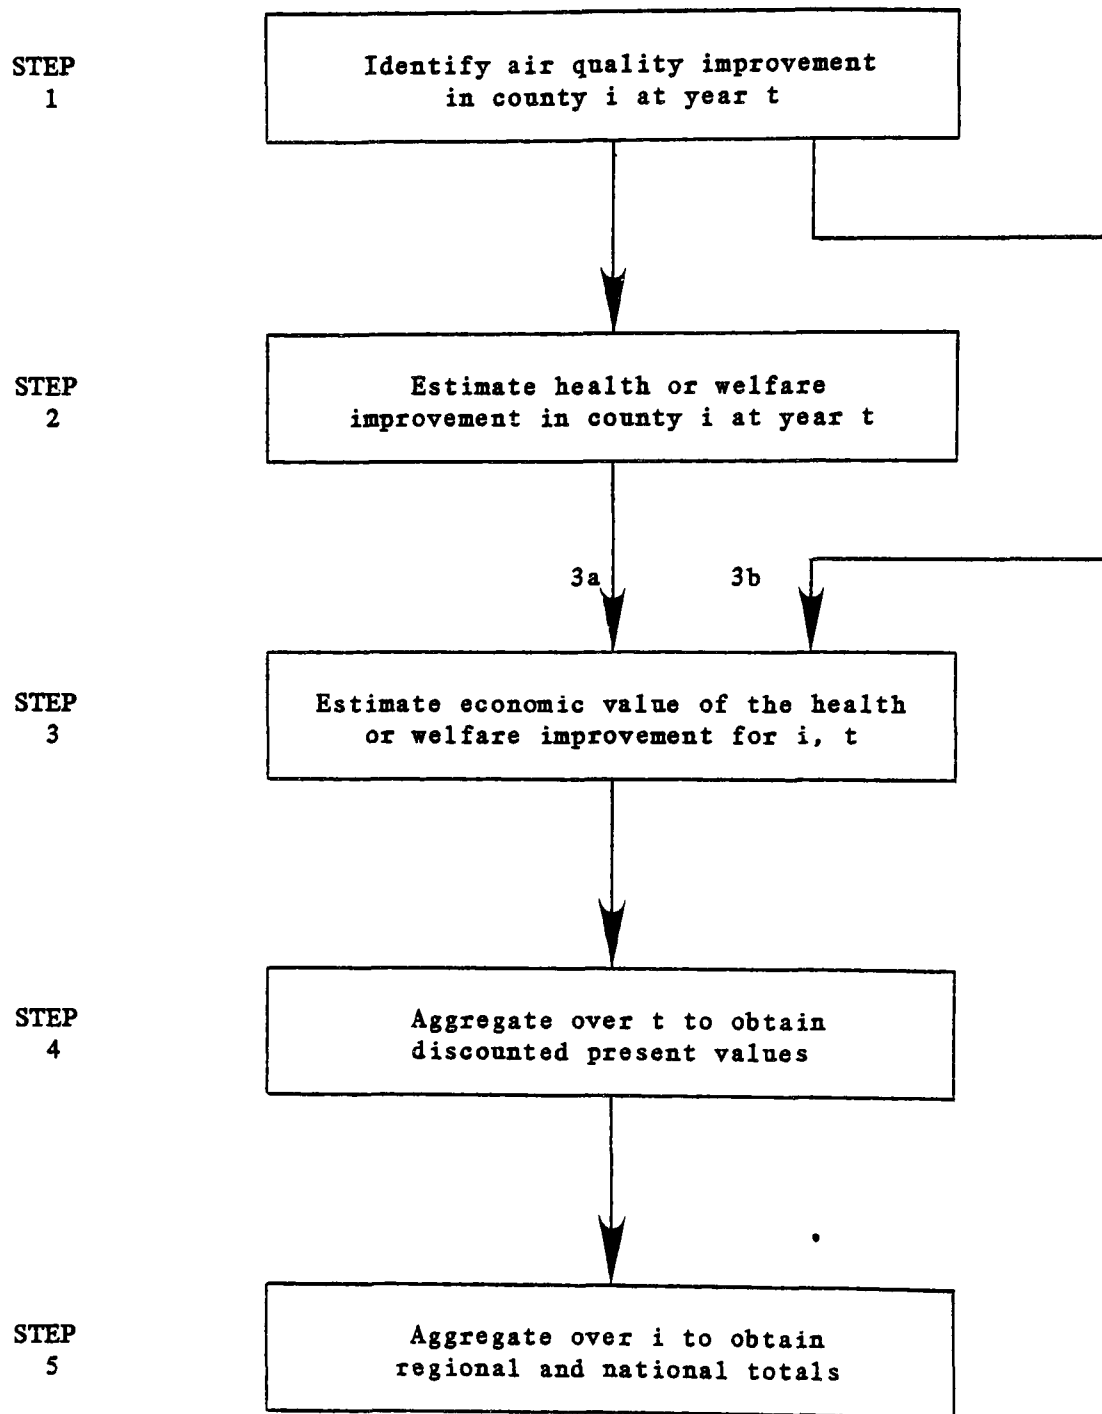 STEP
1
Identify air quality improvement
in county i at year t
STEP
2
Estimate health or welfare
improvement in county i at year t
3a
3b
STEP
3
Estimate economic value of the health
or welfare improvement for i, t
STEP
4
Aggregate over t to obtain
discounted present values
STEP
5
Aggregate over i to obtain
regional and national totals